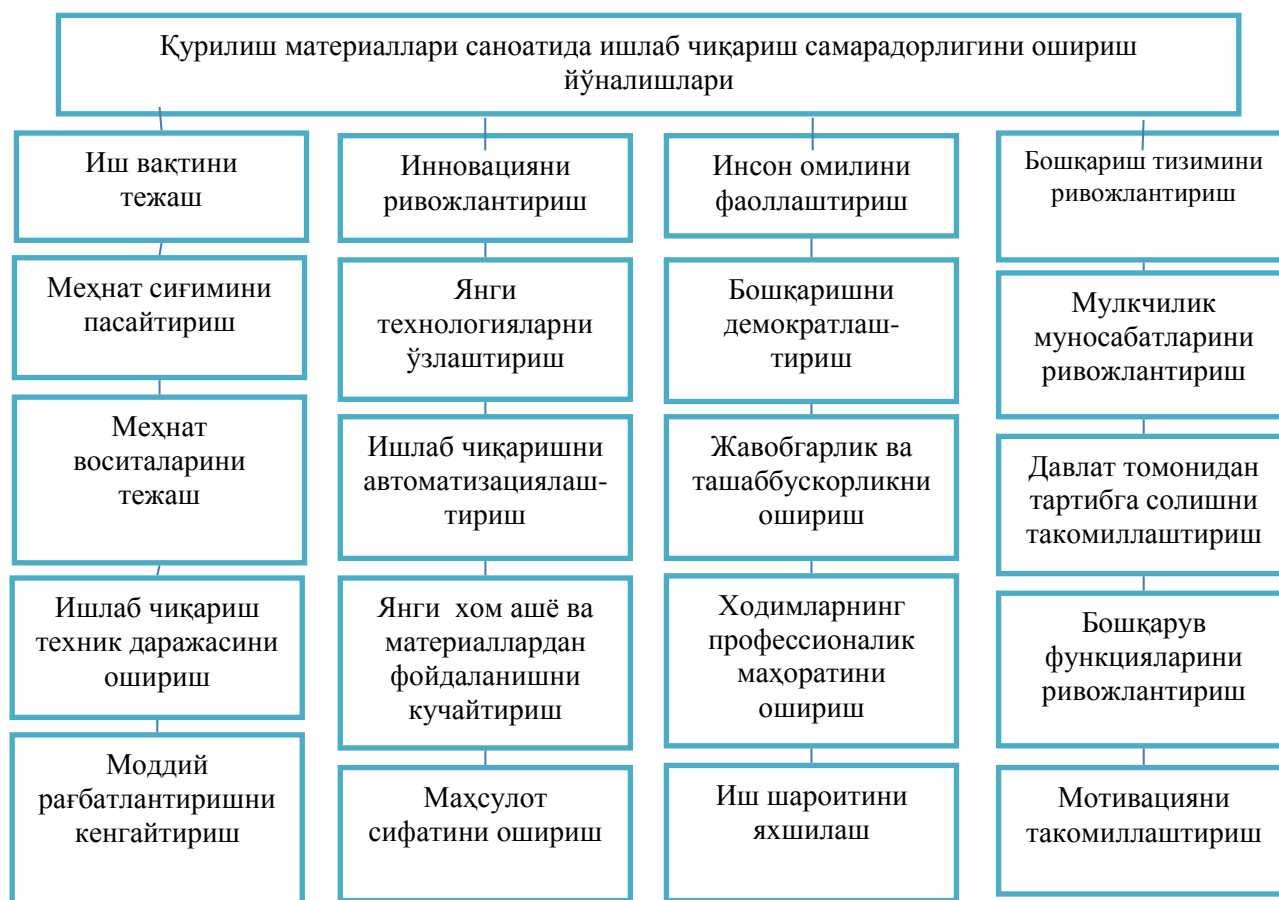 Қурилиш материаллари саноатида ишлаб чиқариш самарадорлигини ошириш
йўналишлари
Иш вақтини
тежаш
Меҳнат сиғимини
пасайтириш
Меҳнат
воситаларини
тежаш
Ишлаб чиқариш
техник даражасини
ошириш
Моддий
рағбатлантиришни
кенгайтириш
Инновацияни
ривожлантириш
Янги
технологияларни
ўзлаштириш
Ишлаб чиқаришни
автоматизациялаш-
тириш
Янги хом ашё ва
материаллардан
фойдаланишни
кучайтириш
Маҳсулот
сифатини ошириш
Инсон омилини
фаоллаштириш
Бошқаришни
демократлаш-
тириш
Жавобгарлик ва
ташаббускорликни
ошириш
Ходимларнинг
профессионалик
маҳоратини
ошириш
Иш шароитини
яхшилаш
Бошқариш тизимини
ривожлантириш
Мулкчилик
муносабатларини
ривожлантириш
Давлат томонидан
тартибга солишни
такомиллаштириш
Бошқарув
функцияларини
ривожлантириш
Мотивацияни
такомиллаштириш